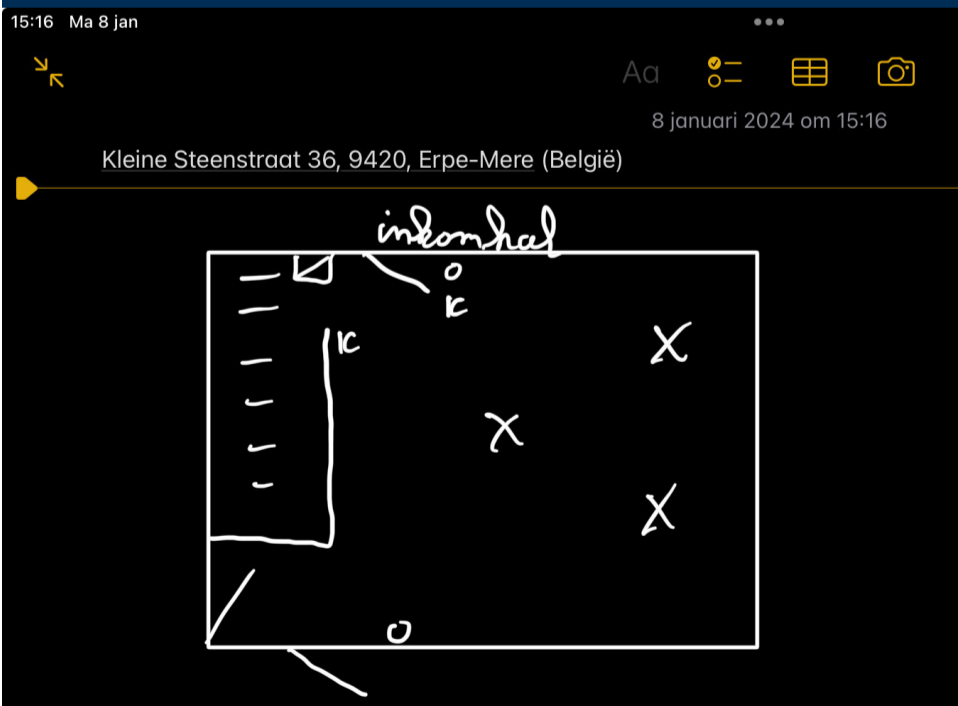 15:16 Ma 8 jan
Aa
8 januari 2024 om 15:16
Kleine Steenstraat 36, 9420, Erpe-Mere (België)
inkomhal
O
K
K
X
X
X
O